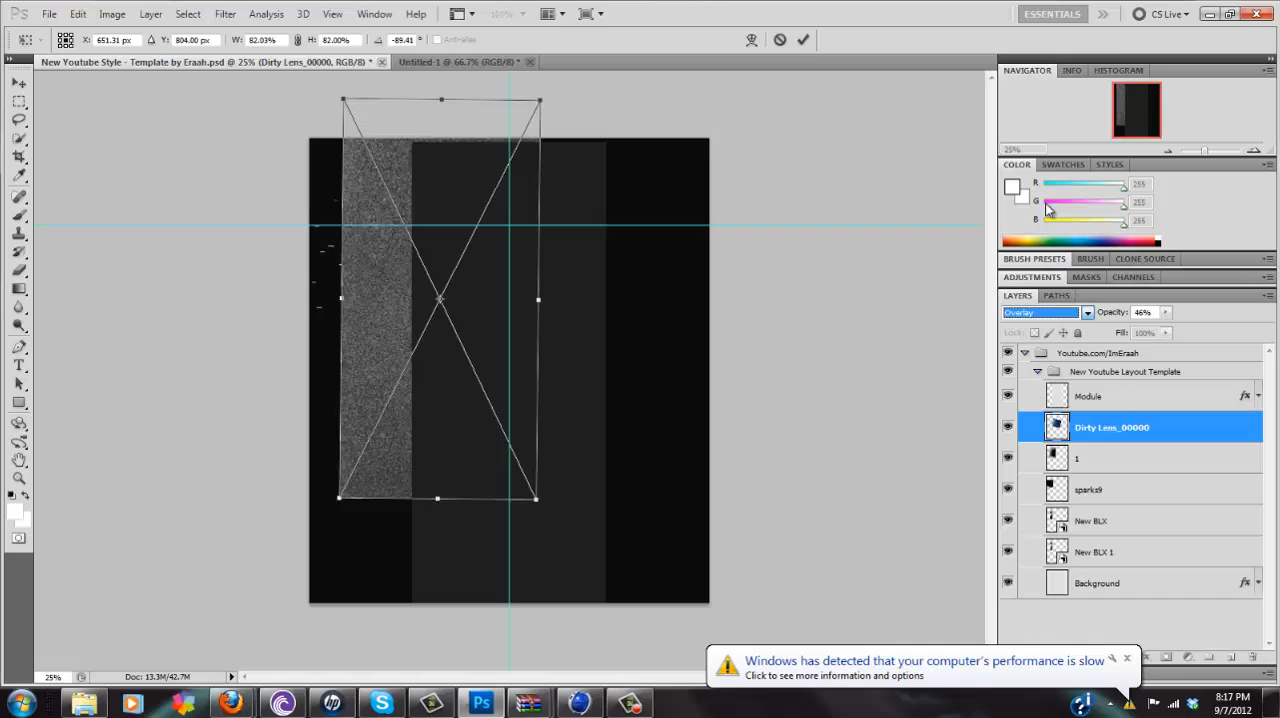 Ps File Edit Image Layer Select Filter Analysis 3D View Window Help 100% ESSENTIALS CS Live
X: 651.31 px Y: 804.00 px W: 82.03% H: 82.00% -89.41 ° Anti-alias
New Youtube Style - Template by Eraah.psd @ 25% (Dirty Lens_00000, RGB/8) * Untitled-1 @ 66.7% (RGB/8) *
NAVIGATOR INFO HISTOGRAM
25%
COLOR SWATCHES STYLES
R 255
G 255
B 255
BRUSH PRESETS BRUSH CLONE SOURCE
ADJUSTMENTS MASKS CHANNELS
LAYERS PATHS
Overlay Opacity: 46%
Lock: Fill: 100%
Youtube.com/ImEraah
New Youtube Layout Template
Module fx
Dirty Lens_00000
1
sparks9
New BLX
New BLX 1
Background fx
Windows has detected that your computer's performance is slow
Click to see more information and options
25% Doc: 13.3M/42.7M
8:17 PM
9/7/2012